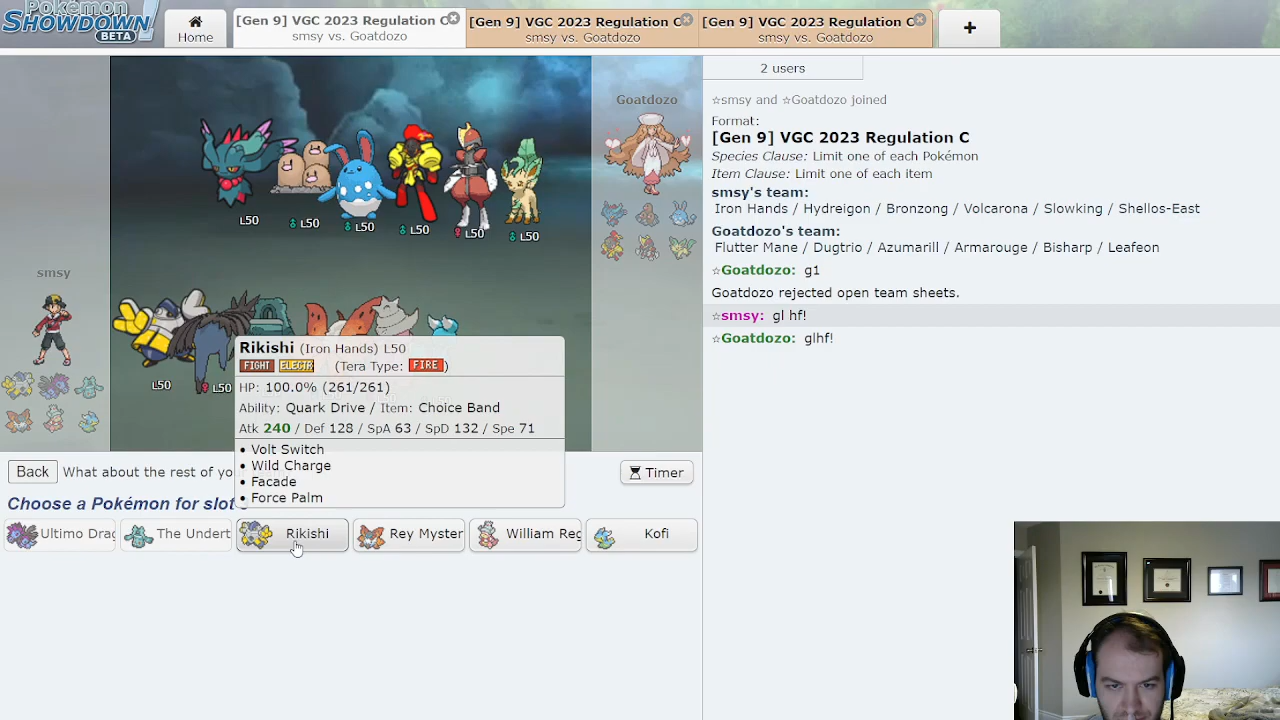 Pokémon
SHOWDOWN!
BETA
Home
[Gen 9] VGC 2023 Regulation C
smsy vs. Goatdozo
[Gen 9] VGC 2023 Regulation C
smsy vs. Goatdozo
[Gen 9] VGC 2023 Regulation C
smsy vs. Goatdozo
+
2 users
☆smsy and ☆Goatdozo joined
Format:
[Gen 9] VGC 2023 Regulation C
Species Clause: Limit one of each Pokémon
Item Clause: Limit one of each item
smsy's team:
Iron Hands / Hydreigon / Bronzong / Volcarona / Slowking / Shellos-East
Goatdozo's team:
Flutter Mane / Dugtrio / Azumarill / Armarouge / Bisharp / Leafeon
☆Goatdozo: g1
Goatdozo rejected open team sheets.
☆smsy: gl hf!
☆Goatdozo: glhf!
Goatdozo
L50
L50
L50
L50
L50
L50
smsy
L50
L50
Rikishi (Iron Hands) L50
FIGHT ELECTR (Tera Type: FIRE)
HP: 100.0% (261/261)
Ability: Quark Drive / Item: Choice Band
Atk 240 / Def 128 / SpA 63 / SpD 132 / Spe 71
• Volt Switch
• Wild Charge
• Facade
• Force Palm
Back
What about the rest of yo
Timer
Choose a Pokémon for slot
Ultimo Drag
The Undert
Rikishi
Rey Myster
William Reg
Kofi